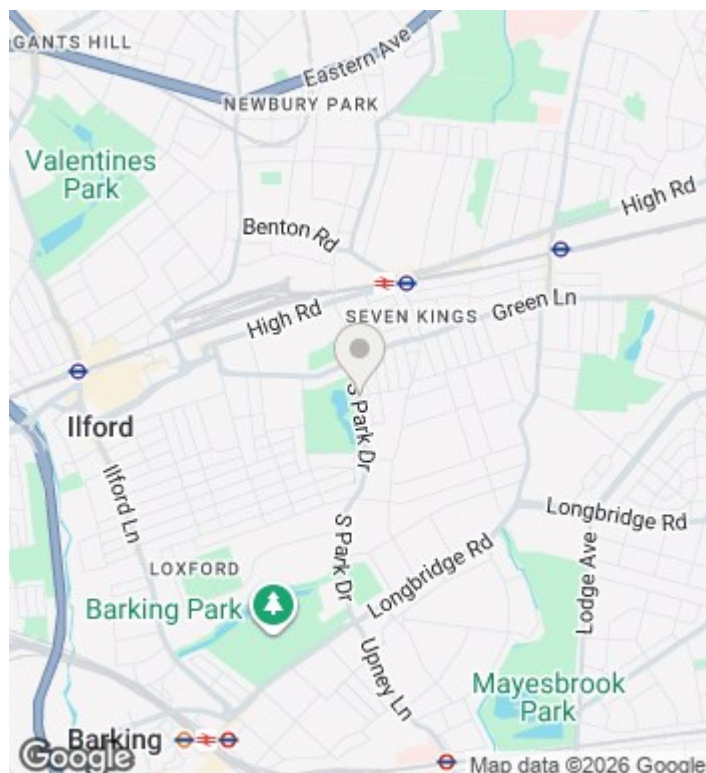 GANTS HILL
Eastern Ave
NEWBURY PARK
Valentines
Park
High Rd
Benton Rd
High Rd
SEVEN KINGS
Green Ln
S Park Dr
Ilford
Ilford Ln
Longbridge Rd
S Park Dr
Longbridge Rd
Lodge Ave
LOXFORD
Barking Park
Upney Ln
Mayesbrook
Park
Barking
Google
Map data ©2026 Google